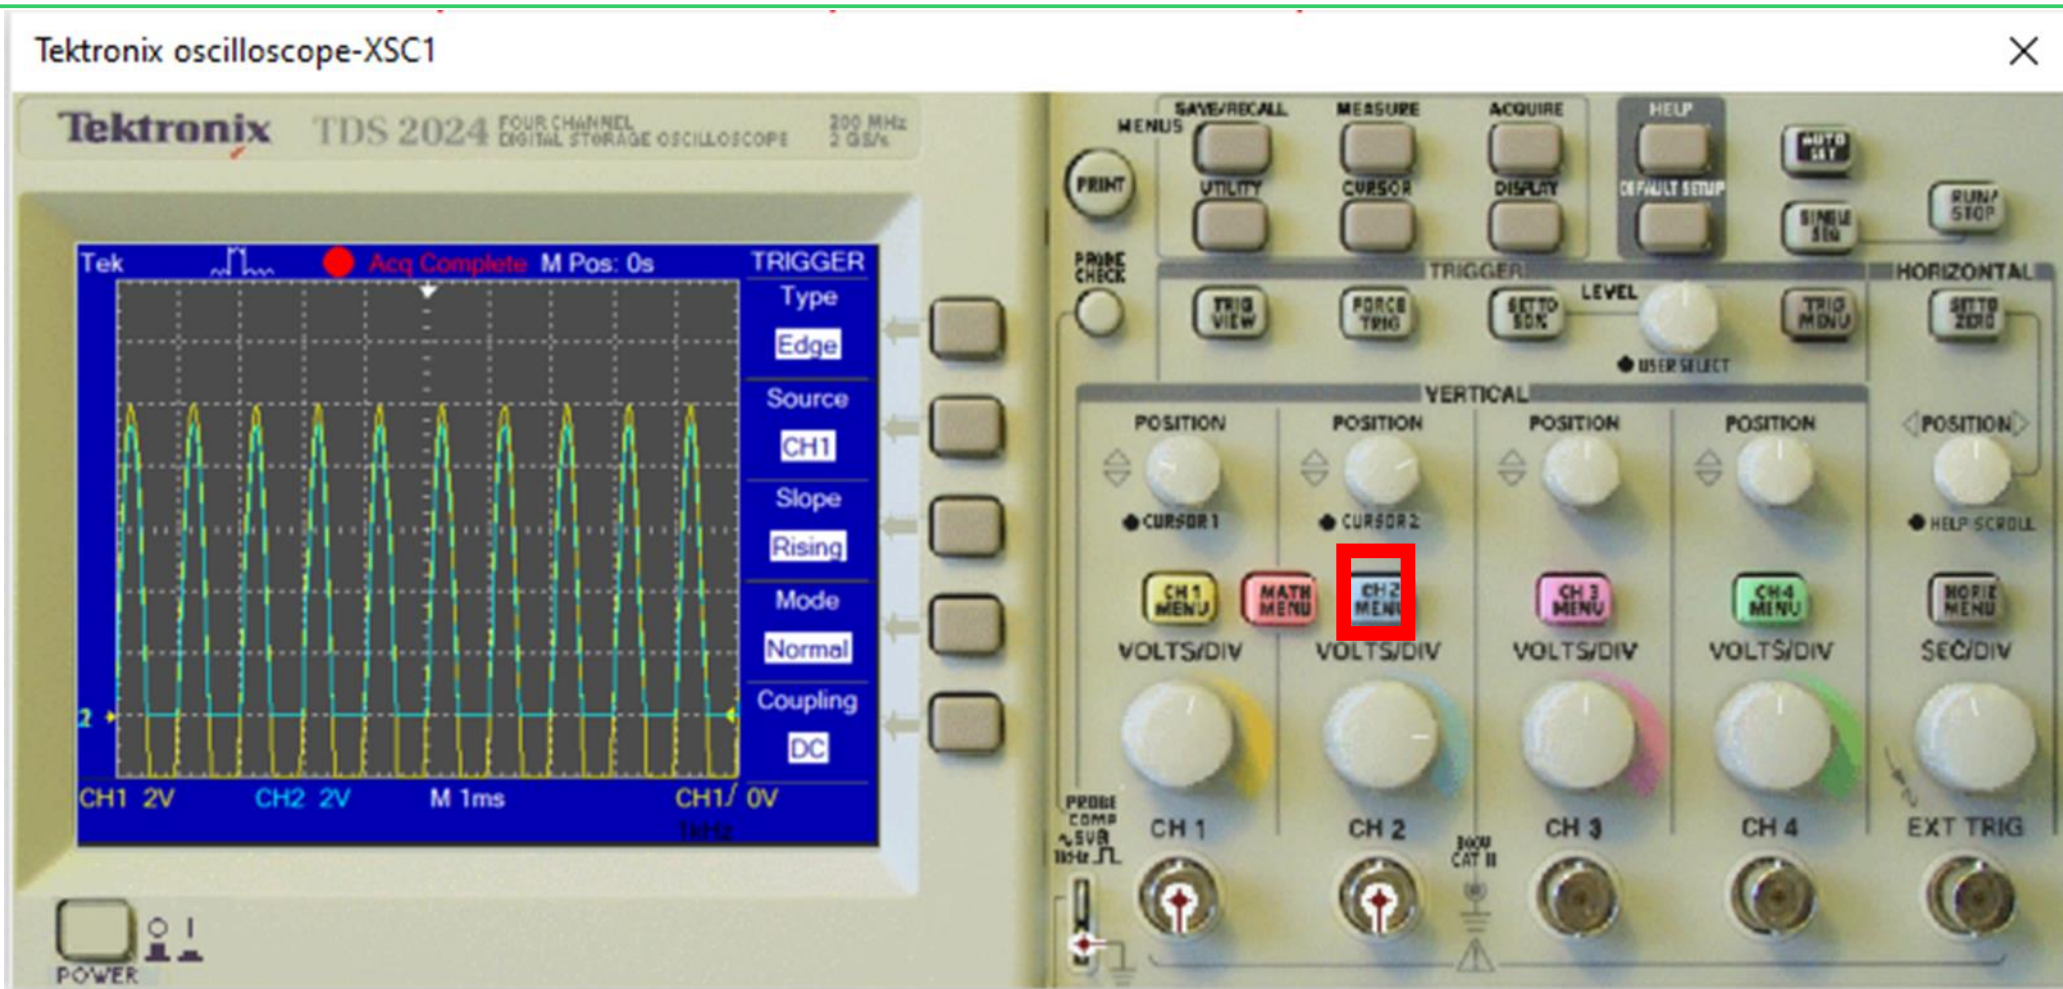 Tektronix oscilloscope-XSC1
Tektronix TDS 2024 FOUR CHANNEL
DIGITAL STORAGE OSCILLOSCOPE
200 MHz
2 GS/s
Tek Acq Complete M Pos: 0s TRIGGER
Type
Edge
Source
CH1
Slope
Rising
Mode
Normal
Coupling
DC
2
CH1 2V CH2 2V M 1ms CH1/ 0V
1kHz
POWER
PRINT
MENUS
SAVE/RECALL MEASURE ACQUIRE HELP
AUTO
SET
UTILITY CURSOR DISPLAY DEFAULT SETUP
SINGLE
SEQ
RUN/
STOP
PROBE
CHECK
TRIGGER
HORIZONTAL
TRIG
VIEW
FORCE
TRIG
SET TO
50%
LEVEL
TRIG
MENU
SET TO
ZERO
USER SELECT
VERTICAL
POSITION POSITION POSITION POSITION POSITION
CURSOR 1 CURSOR 2 HELP SCROLL
CH 1
MENU
MATH
MENU
CH 2
MENU
CH 3
MENU
CH 4
MENU
HORIZ
MENU
VOLTS/DIV VOLTS/DIV VOLTS/DIV VOLTS/DIV SEC/DIV
PROBE
COMP
~5V@
1kHz
CH 1 CH 2 CH 3 CH 4 EXT TRIG
300V
CAT II